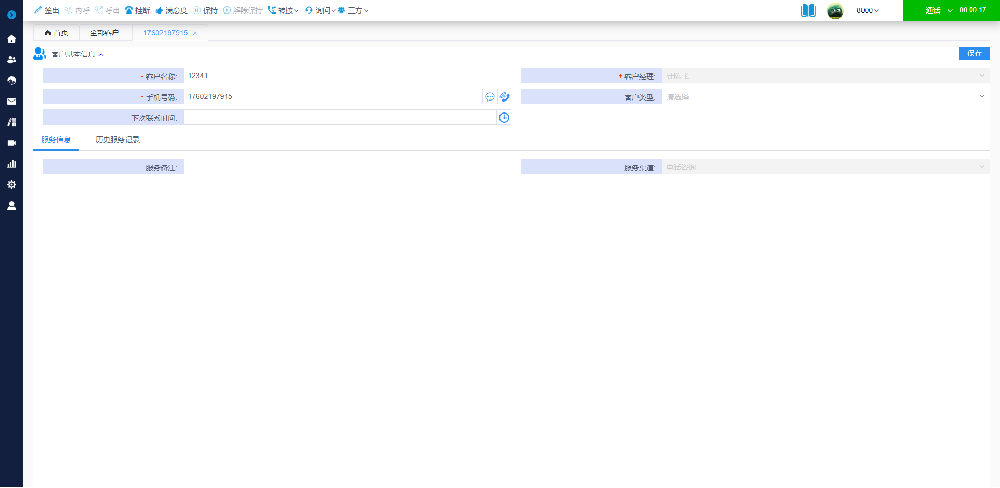 签出 内呼 呼出 挂断 满意度 保持 解除保持 转接 询问 三方 8000 通话 00:00:17
首页 全部客户 17602197915 ×
客户基本信息 保存
* 客户名称: 12341 * 客户经理: 计陈飞
* 手机号码: 17602197915 客户类型: 请选择
下次联系时间:
服务信息 历史服务记录
服务备注: 服务渠道: 电话咨询